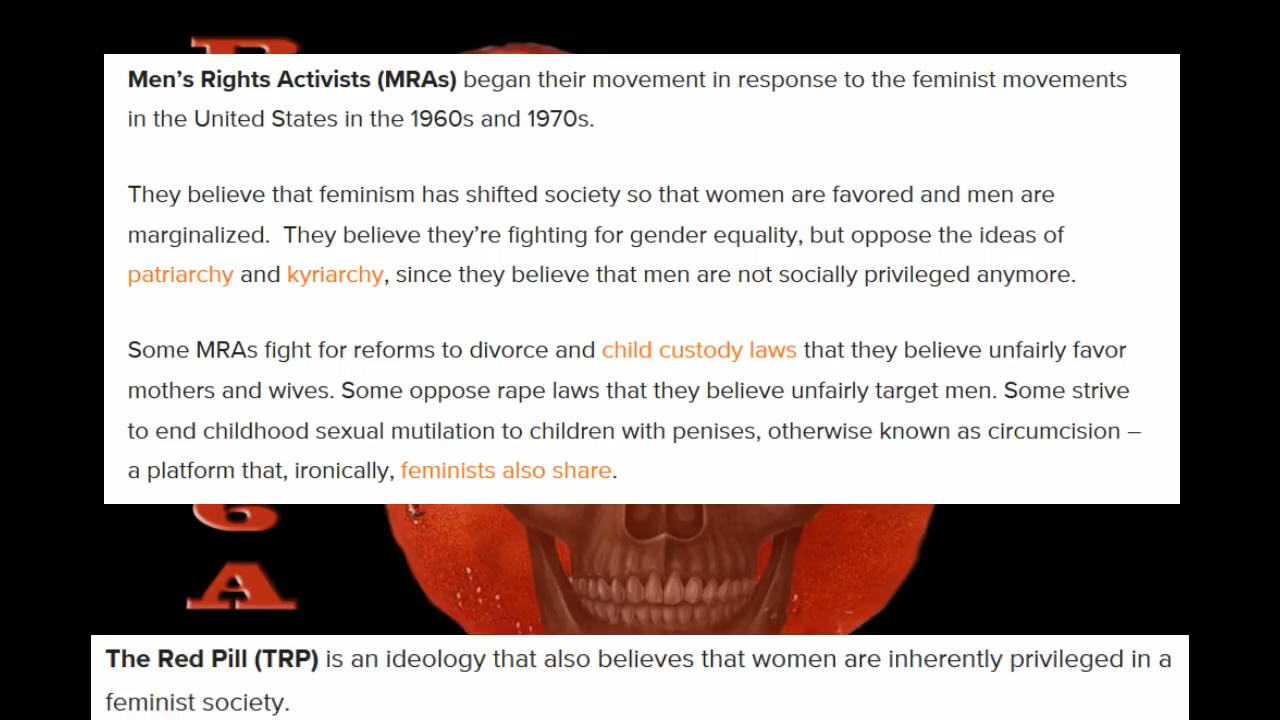 Men’s Rights Activists (MRAs) began their movement in response to the feminist movements
in the United States in the 1960s and 1970s.
They believe that feminism has shifted society so that women are favored and men are
marginalized.  They believe they’re fighting for gender equality, but oppose the ideas of
patriarchy and kyriarchy, since they believe that men are not socially privileged anymore.
Some MRAs fight for reforms to divorce and child custody laws that they believe unfairly favor
mothers and wives. Some oppose rape laws that they believe unfairly target men. Some strive
to end childhood sexual mutilation to children with penises, otherwise known as circumcision –
a platform that, ironically, feminists also share.
A
The Red Pill (TRP) is an ideology that also believes that women are inherently privileged in a
feminist society.